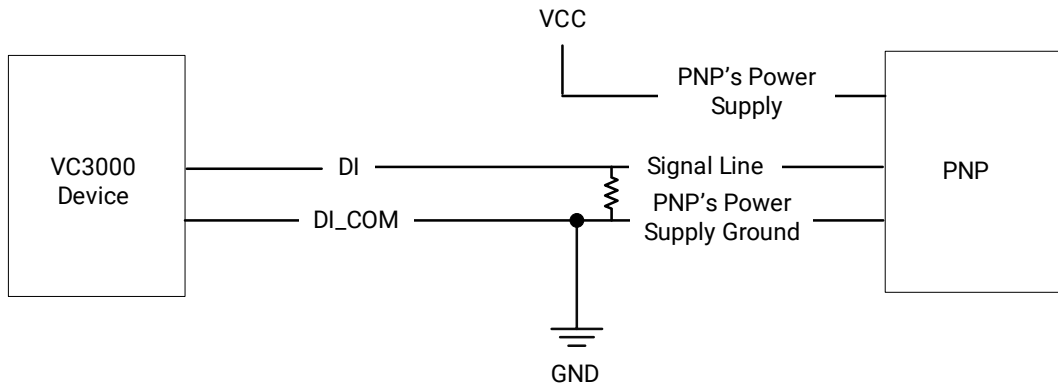 VCC
PNP's Power
Supply
VC3000
Device
DI
Signal Line
PNP
DI_COM
PNP's Power
Supply Ground
GND